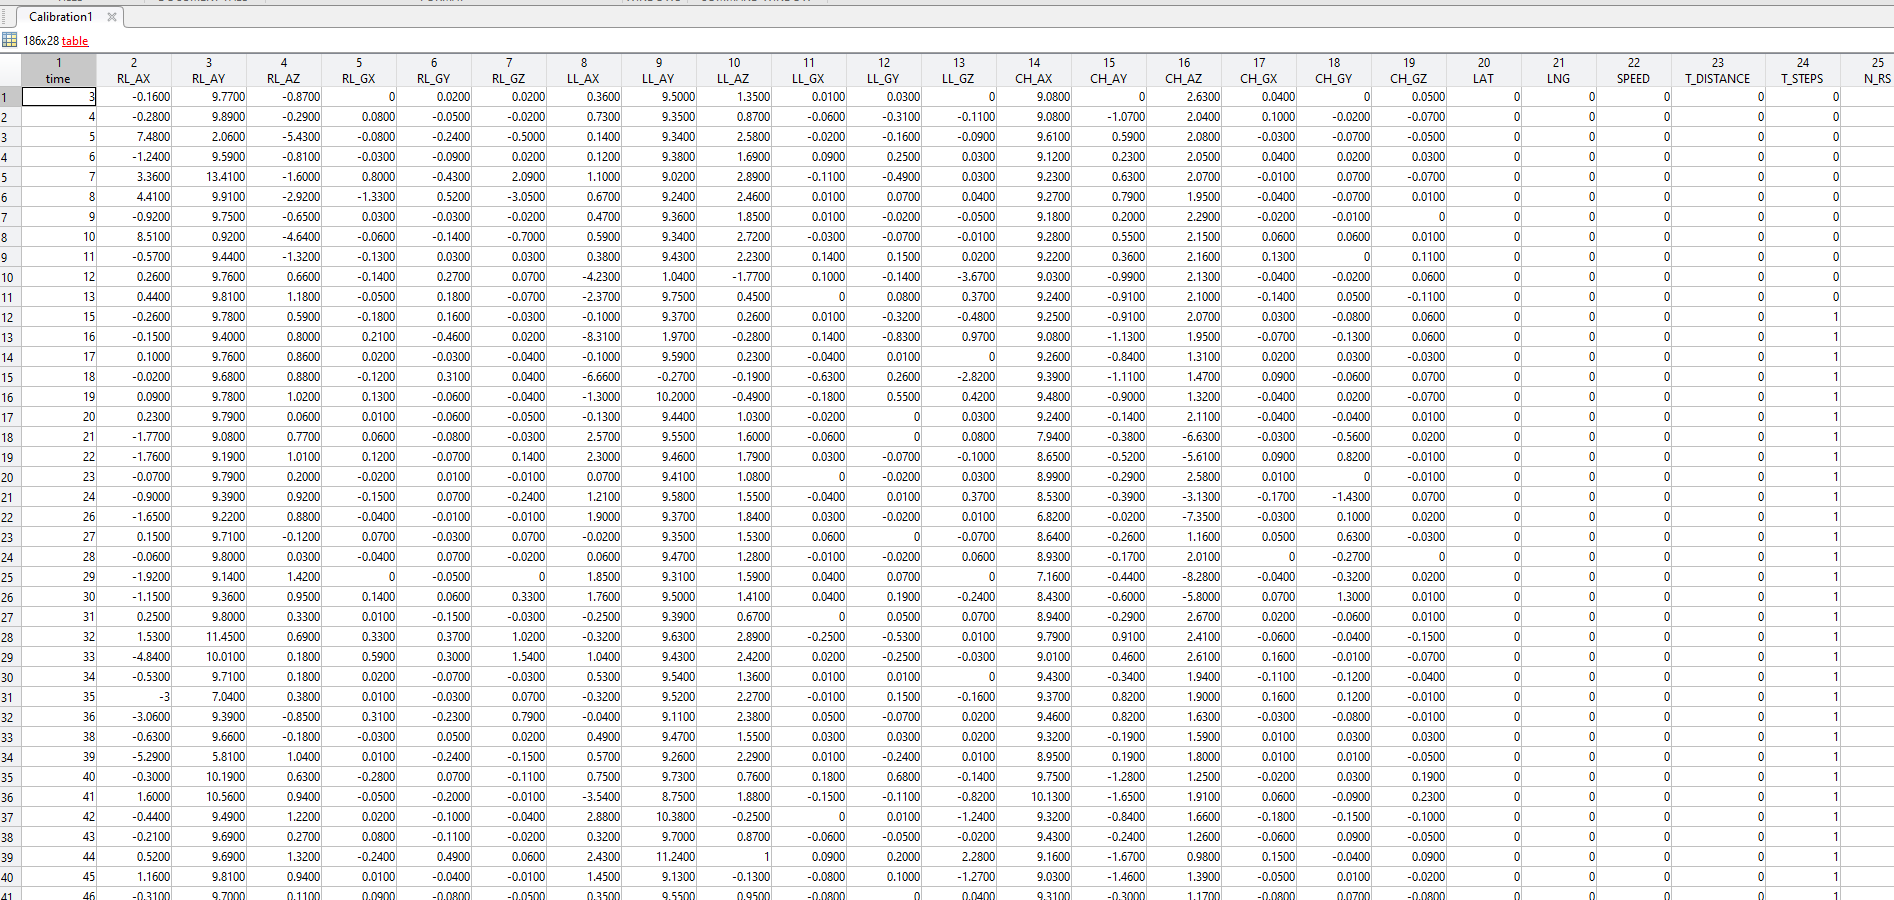 Calibration1
186x28 table
1 2 3 4 5 6 7 8 9 10 11 12 13 14 15 16 17 18 19 20 21 22 23 24 25
time RL_AX RL_AY RL_AZ RL_GX RL_GY RL_GZ LL_AX LL_AY LL_AZ LL_GX LL_GY LL_GZ CH_AX CH_AY CH_AZ CH_GX CH_GY CH_GZ LAT LNG SPEED T_DISTANCE T_STEPS N_RS
1 3 -0.1600 9.7700 -0.8700 0 0.0200 0.0200 0.3600 9.5000 1.3500 0.0100 0.0300 0 9.0800 0 2.6300 0.0400 0 0.0500 0 0 0 0 0
2 4 -0.2800 9.8900 -0.2900 0.0800 -0.0500 -0.0200 0.7300 9.3500 0.8700 -0.0600 -0.3100 -0.1100 9.0800 -1.0700 2.0400 0.1000 -0.0200 -0.0700 0 0 0 0 0
3 5 7.4800 2.0600 -5.4300 -0.0800 -0.2400 -0.5000 0.1400 9.3400 2.5800 -0.0200 -0.1600 -0.0900 9.6100 0.5900 2.0800 -0.0300 -0.0700 -0.0500 0 0 0 0 0
4 6 -1.2400 9.5900 -0.8100 -0.0300 -0.0900 0.0200 0.1200 9.3800 1.6900 0.0900 0.2500 0.0300 9.1200 0.2300 2.0500 0.0400 0.0200 0.0300 0 0 0 0 0
5 7 3.3600 13.4100 -1.6000 0.8000 -0.4300 2.0900 1.1000 9.0200 2.8900 -0.1100 -0.4900 0.0300 9.2300 0.6300 2.0700 -0.0100 0.0700 -0.0700 0 0 0 0 0
6 8 4.4100 9.9100 -2.9200 -1.3300 0.5200 -3.0500 0.6700 9.2400 2.4600 0.0100 0.0700 0.0400 9.2700 0.7900 1.9500 -0.0400 -0.0700 0.0100 0 0 0 0 0
7 9 -0.9200 9.7500 -0.6500 0.0300 -0.0300 -0.0200 0.4700 9.3600 1.8500 0.0100 -0.0200 -0.0500 9.1800 0.2000 2.2900 -0.0200 -0.0100 0 0 0 0 0 0
8 10 8.5100 0.9200 -4.6400 -0.0600 -0.1400 -0.7000 0.5900 9.3400 2.7200 -0.0300 -0.0700 -0.0100 9.2800 0.5500 2.1500 0.0600 0.0600 0.0100 0 0 0 0 0
9 11 -0.5700 9.4400 -1.3200 -0.1300 0.0300 0.0300 0.3800 9.4300 2.2300 0.1400 0.1500 0.0200 9.2200 0.3600 2.1600 0.1300 0 0.1100 0 0 0 0 0
10 12 0.2600 9.7600 0.6600 -0.1400 0.2700 0.0700 -4.2300 1.0400 -1.7700 0.1000 -0.1400 -3.6700 9.0300 -0.9900 2.1300 -0.0400 -0.0200 0.0600 0 0 0 0 0
11 13 0.4400 9.8100 1.1800 -0.0500 0.1800 -0.0700 -2.3700 9.7500 0.4500 0 0.0800 0.3700 9.2400 -0.9100 2.1000 -0.1400 0.0500 -0.1100 0 0 0 0 0
12 15 -0.2600 9.7800 0.5900 -0.1800 0.1600 -0.0300 -0.1000 9.3700 0.2600 0.0100 -0.3200 -0.4800 9.2500 -0.9100 2.0700 0.0300 -0.0800 0.0600 0 0 0 0 1
13 16 -0.1500 9.4000 0.8000 0.2100 -0.4600 0.0200 -8.3100 1.9700 -0.2800 0.1400 -0.8300 0.9700 9.0800 -1.1300 1.9500 -0.0700 -0.1300 0.0600 0 0 0 0 1
14 17 0.1000 9.7600 0.8600 0.0200 -0.0300 -0.0400 -0.1000 9.5900 0.2300 -0.0400 0.0100 0 9.2600 -0.8400 1.3100 0.0200 0.0300 -0.0300 0 0 0 0 1
15 18 -0.0200 9.6800 0.8800 -0.1200 0.3100 0.0400 -6.6600 -0.2700 -0.1900 -0.6300 0.2600 -2.8200 9.3900 -1.1100 1.4700 0.0900 -0.0600 0.0700 0 0 0 0 1
16 19 0.0900 9.7800 1.0200 0.1300 -0.0600 -0.0400 -1.3000 10.2000 -0.4900 -0.1800 0.5500 0.4200 9.4800 -0.9000 1.3200 -0.0400 0.0200 -0.0700 0 0 0 0 1
17 20 0.2300 9.7900 0.0600 0.0100 -0.0600 -0.0500 -0.1300 9.4400 1.0300 -0.0200 0 0.0300 9.2400 -0.1400 2.1100 -0.0400 -0.0400 0.0100 0 0 0 0 1
18 21 -1.7700 9.0800 0.7700 0.0600 -0.0800 -0.0300 2.5700 9.5500 1.6000 -0.0600 0 0.0800 7.9400 -0.3800 -6.6300 -0.0300 -0.5600 0.0200 0 0 0 0 1
19 22 -1.7600 9.1900 1.0100 0.1200 -0.0700 0.1400 2.3000 9.4600 1.7900 0.0300 -0.0700 -0.1000 8.6500 -0.5200 -5.6100 0.0900 0.8200 -0.0100 0 0 0 0 1
20 23 -0.0700 9.7900 0.2000 -0.0200 0.0100 -0.0100 0.0700 9.4100 1.0800 0 -0.0200 0.0300 8.9900 -0.2900 2.5800 0.0100 0 -0.0100 0 0 0 0 1
21 24 -0.9000 9.3900 0.9200 -0.1500 0.0700 -0.2400 1.2100 9.5800 1.5500 -0.0400 0.0100 0.3700 8.5300 -0.3900 -3.1300 -0.1700 -1.4300 0.0700 0 0 0 0 1
22 26 -1.6500 9.2200 0.8800 -0.0400 -0.0100 -0.0100 1.9000 9.3700 1.8400 0.0300 -0.0200 0.0100 6.8200 -0.0200 -7.3500 -0.0300 0.1000 0.0200 0 0 0 0 1
23 27 0.1500 9.7100 -0.1200 0.0700 -0.0300 0.0700 -0.0200 9.3500 1.5300 0.0600 0 -0.0700 8.6400 -0.2600 1.1600 0.0500 0.6300 -0.0300 0 0 0 0 1
24 28 -0.0600 9.8000 0.0300 -0.0400 0.0700 -0.0200 0.0600 9.4700 1.2800 -0.0100 -0.0200 0.0600 8.9300 -0.1700 2.0100 0 -0.2700 0 0 0 0 0 1
25 29 -1.9200 9.1400 1.4200 0 -0.0500 0 1.8500 9.3100 1.5900 0.0400 0.0700 0 7.1600 -0.4400 -8.2800 -0.0400 -0.3200 0.0200 0 0 0 0 1
26 30 -1.1500 9.3600 0.9500 0.1400 0.0600 0.3300 1.7600 9.5000 1.4100 0.0400 0.1900 -0.2400 8.4300 -0.6000 -5.8000 0.0700 1.3000 0.0100 0 0 0 0 1
27 31 0.2500 9.8000 0.3300 0.0100 -0.1500 -0.0300 -0.2500 9.3900 0.6700 0 0.0500 0.0700 8.9400 -0.2900 2.6700 0.0200 -0.0600 0.0100 0 0 0 0 1
28 32 1.5300 11.4500 0.6900 0.3300 0.3700 1.0200 -0.3200 9.6300 2.8900 -0.2500 -0.5300 0.0100 9.7900 0.9100 2.4100 -0.0600 -0.0400 -0.1500 0 0 0 0 1
29 33 -4.8400 10.0100 0.1800 0.5900 0.3000 1.5400 1.0400 9.4300 2.4200 0.0200 -0.2500 -0.0300 9.0100 0.4600 2.6100 0.1600 -0.0100 -0.0700 0 0 0 0 1
30 34 -0.5300 9.7100 0.1800 0.0200 -0.0700 -0.0300 0.5300 9.5400 1.3600 0.0100 0.0100 0 9.4300 -0.3400 1.9400 -0.1100 -0.1200 -0.0400 0 0 0 0 1
31 35 -3 7.0400 0.3800 0.0100 -0.0300 0.0700 -0.3200 9.5200 2.2700 -0.0100 0.1500 -0.1600 9.3700 0.8200 1.9000 0.1600 0.1200 -0.0100 0 0 0 0 1
32 36 -3.0600 9.3900 -0.8500 0.3100 -0.2300 0.7900 -0.0400 9.1100 2.3800 0.0500 -0.0700 0.0200 9.4600 0.8200 1.6300 -0.0300 -0.0800 -0.0100 0 0 0 0 1
33 38 -0.6300 9.6600 -0.1800 -0.0300 0.0500 0.0200 0.4900 9.4700 1.5500 0.0300 0.0300 0.0200 9.3200 -0.1900 1.5900 0.0100 0.0300 0.0300 0 0 0 0 1
34 39 -5.2900 5.8100 1.0400 0.0100 -0.2400 -0.1500 0.5700 9.2600 2.2900 0.0100 -0.2400 0.0100 8.9500 0.1900 1.8000 0.0100 0.0100 -0.0500 0 0 0 0 1
35 40 -0.3000 10.1900 0.6300 -0.2800 0.0700 -0.1100 0.7500 9.7300 0.7600 0.1800 0.6800 -0.1400 9.7500 -1.2800 1.2500 -0.0200 0.0300 0.1900 0 0 0 0 1
36 41 1.6000 10.5600 0.9400 -0.0500 -0.2000 -0.0100 -3.5400 8.7500 1.8800 -0.1500 -0.1100 -0.8200 10.1300 -1.6500 1.9100 0.0600 -0.0900 0.2300 0 0 0 0 1
37 42 -0.4400 9.4900 1.2200 0.0200 -0.1000 -0.0400 2.8800 10.3800 -0.2500 0 0.0100 -1.2400 9.3200 -0.8400 1.6600 -0.1800 -0.1500 -0.1000 0 0 0 0 1
38 43 -0.2100 9.6900 0.2700 0.0800 -0.1100 -0.0200 0.3200 9.7000 0.8700 -0.0600 -0.0500 -0.0200 9.4300 -0.2400 1.2600 -0.0600 0.0900 -0.0500 0 0 0 0 1
39 44 0.5200 9.6900 1.3200 -0.2400 0.4900 0.0600 2.4300 11.2400 1 0.0900 0.2000 2.2800 9.1600 -1.6700 0.9800 0.1500 -0.0400 0.0900 0 0 0 0 1
40 45 1.1600 9.8100 0.9400 0.0100 -0.0400 -0.0100 1.4500 9.1300 -0.1300 -0.0800 0.1000 -1.2700 9.0300 -1.4600 1.3900 -0.0500 0.0100 -0.0200 0 0 0 0 1
41 46 -0.3100 9.7000 0.1100 0.0900 -0.0800 -0.0500 0.3500 9.5500 0.9500 -0.0800 0 0.0400 9.3100 -0.3000 1.1700 -0.0800 0.0700 -0.0800 0 0 0 0 1